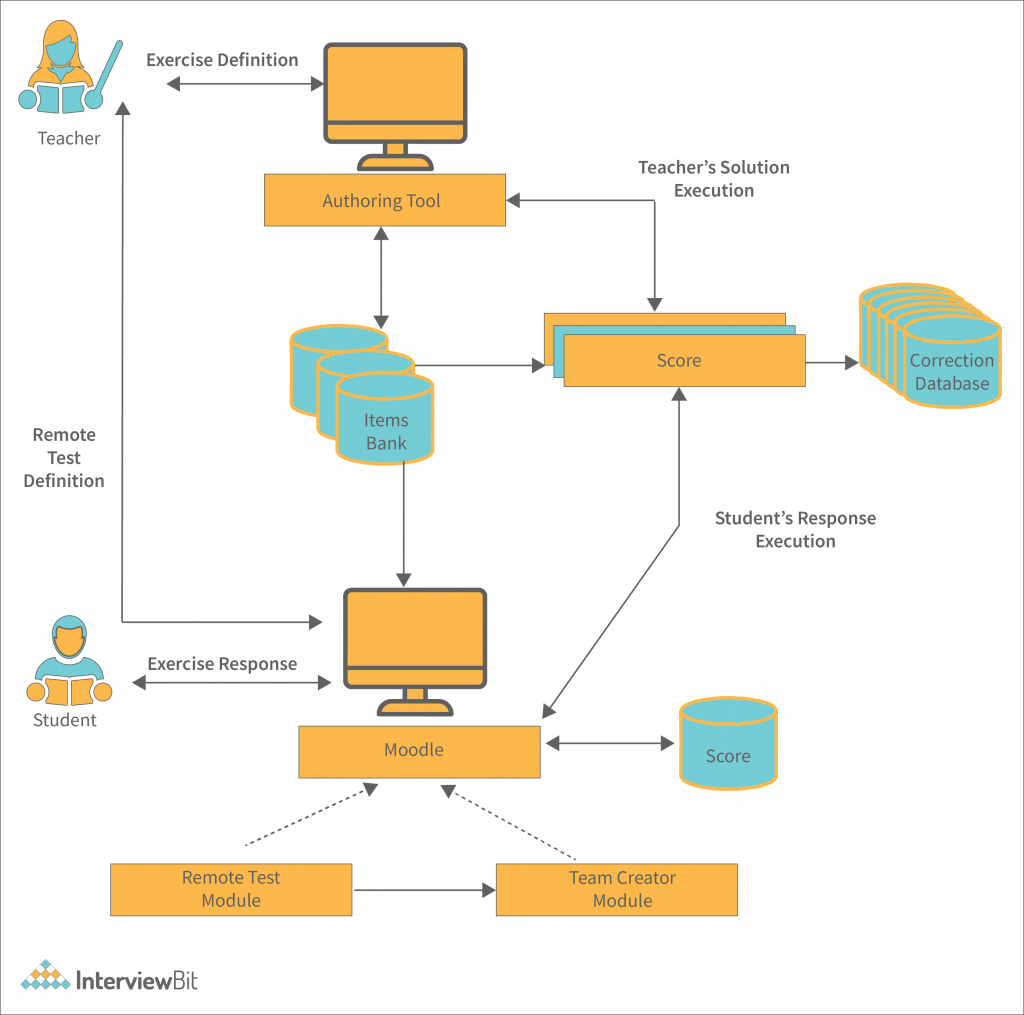 Exercise Definition
Teacher
Authoring Tool
Teacher’s Solution
Execution
Score
Correction
Database
Items
Bank
Remote
Test
Definition
Student’s Response
Execution
Exercise Response
Student
Moodle
Score
Remote Test
Module
Team Creator
Module
InterviewBit